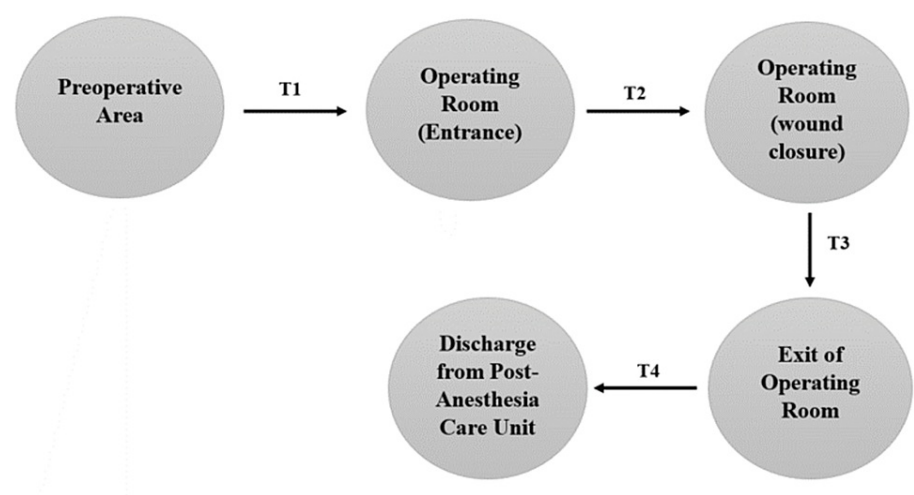 Preoperative
Area
T1
Operating
Room
(Entrance)
T2
Operating
Room
(wound
closure)
T3
Exit of
Operating
Room
T4
Discharge
from Post-
Anesthesia
Care Unit